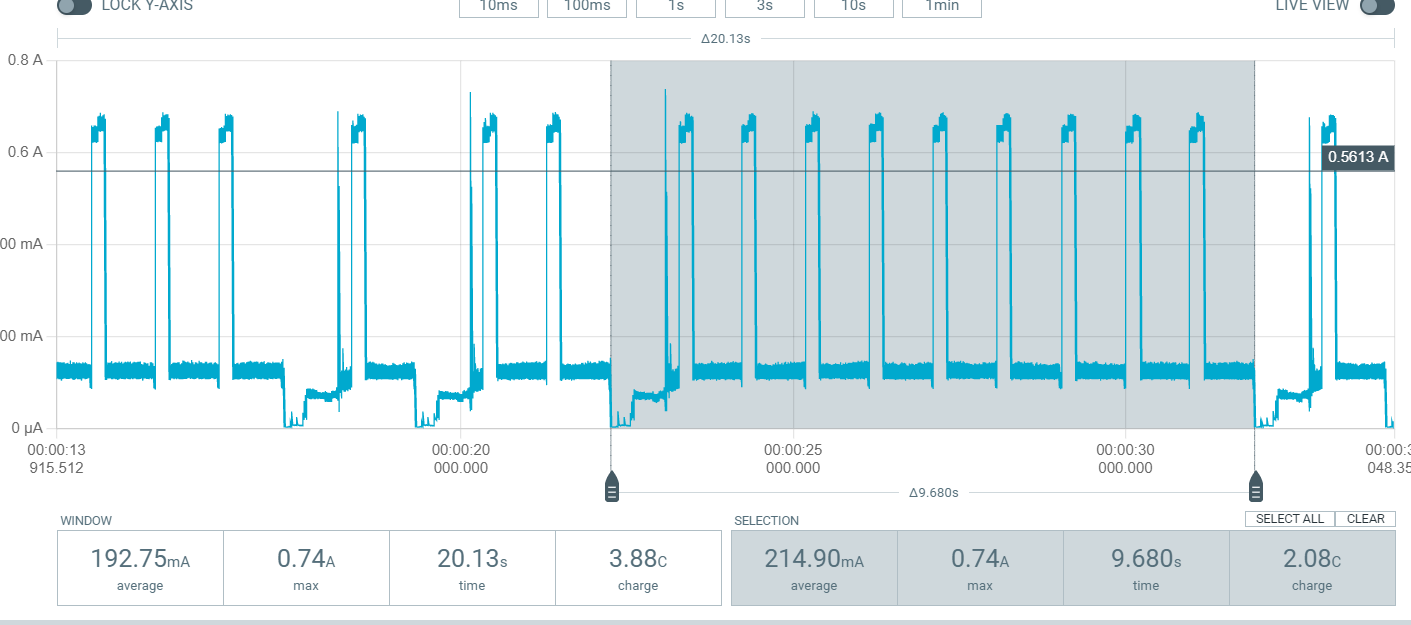 LOCK Y-AXIS 10ms 100ms 1s 3s 10s 1min LIVE VIEW
Δ20.13s
0.8 A
0.6 A
0.5613 A
00 mA
00 mA
0 µA
00:00:13 00:00:20 00:00:25 00:00:30 00:00:3
915.512 000.000 000.000 000.000 048.35
Δ9.680s
WINDOW SELECTION SELECT ALL CLEAR
192.75mA 0.74A 20.13s 3.88C 214.90mA 0.74A 9.680s 2.08C
average max time charge average max time charge